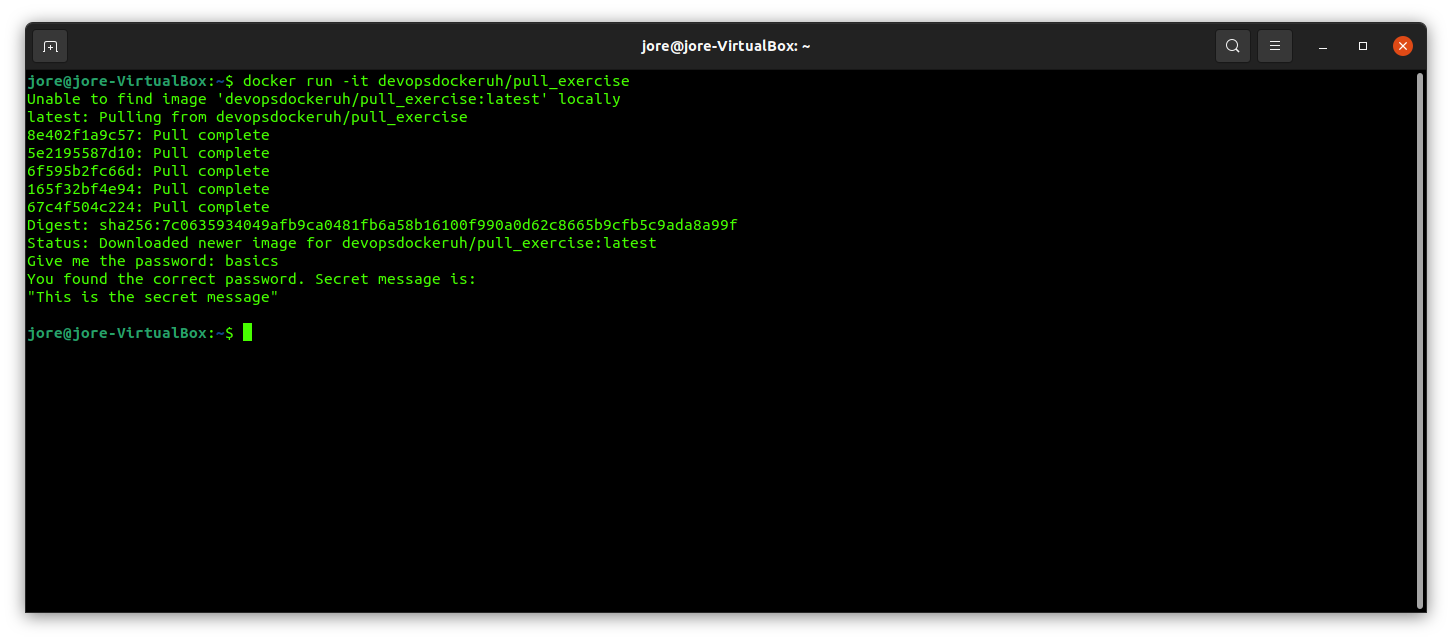 jore@jore-VirtualBox: ~
jore@jore-VirtualBox:~$ docker run -it devopsdockeruh/pull_exercise
Unable to find image 'devopsdockeruh/pull_exercise:latest' locally
latest: Pulling from devopsdockeruh/pull_exercise
8e402f1a9c57: Pull complete
5e2195587d10: Pull complete
6f595b2fc66d: Pull complete
165f32bf4e94: Pull complete
67c4f504c224: Pull complete
Digest: sha256:7c0635934049afb9ca0481fb6a58b16100f990a0d62c8665b9cfb5c9ada8a99f
Status: Downloaded newer image for devopsdockeruh/pull_exercise:latest
Give me the password: basics
You found the correct password. Secret message is:
"This is the secret message"
jore@jore-VirtualBox:~$